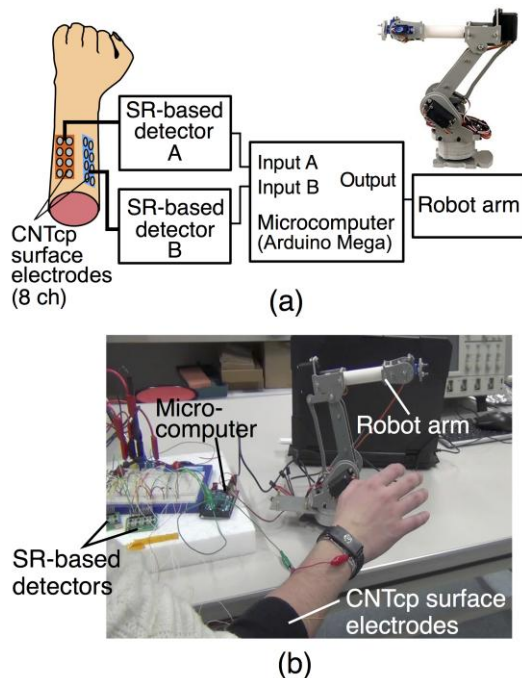 SR-based
detector
A
SR-based
detector
B
Input A
Input B
Output
Microcomputer
(Arduino Mega)
Robot arm
CNTcp
surface
electrodes
(8 ch)
(a)
Micro-
computer
Robot arm
SR-based
detectors
CNTcp surface
electrodes
(b)